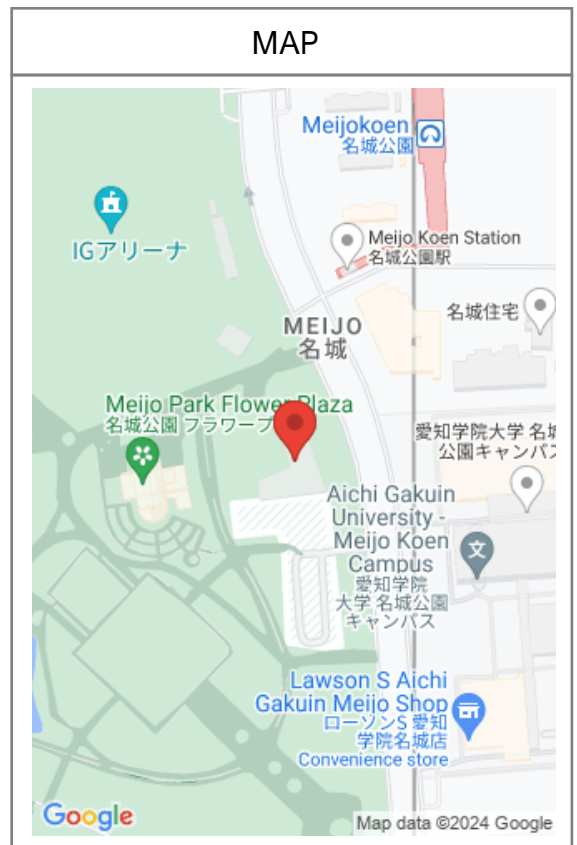 MAP
Meijokoen
名城公園
IGアリーナ
Meijo Koen Station
名城公園駅
名城住宅
MEIJO
名城
Meijo Park Flower Plaza
名城公園 フラワープ
愛知学院大学 名城
公園キャンパス
Aichi Gakuin
University -
Meijo Koen
Campus
愛知学院
大学 名城公園
キャンパス
文
Lawson S Aichi
Gakuin Meijo Shop
ローソンS 愛知
学院名城店
Convenience store
Google
Map data ©2024 Google